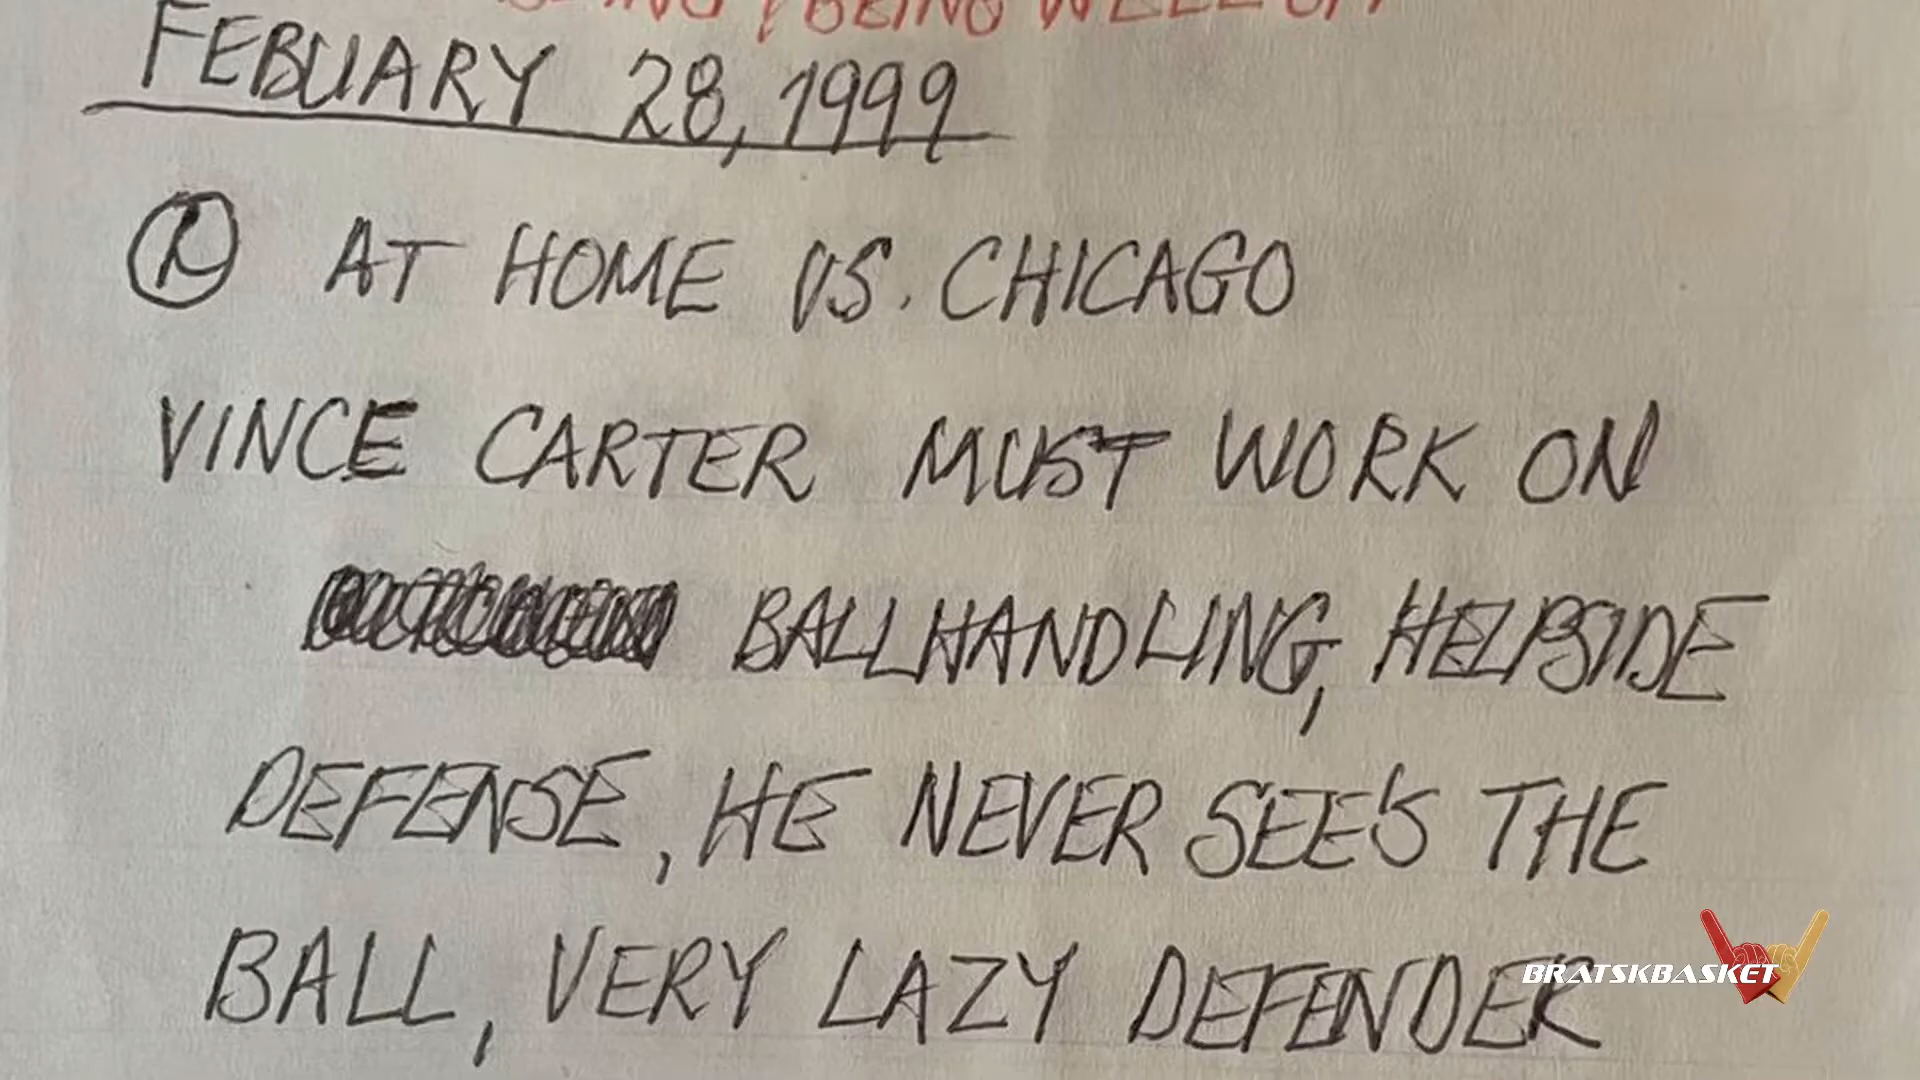 FEBUARY 28, 1999
AT HOME VS. CHICAGO
VINCE CARTER MUST WORK ON
BALLHANDLING, HELPSIDE
DEFENSE, HE NEVER SEE'S THE
BALL, VERY LAZY DEFENDER
BRATSKBASKET